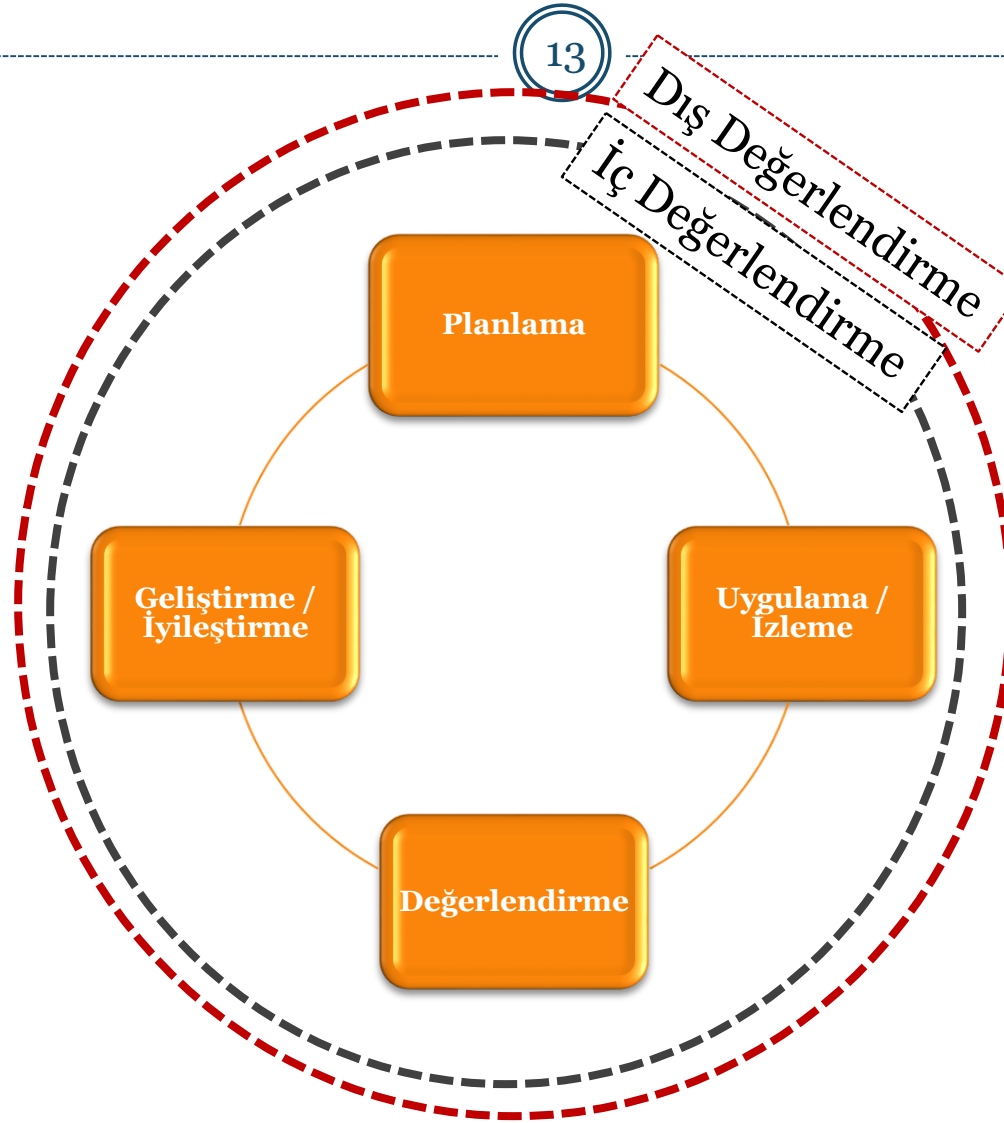 13
Dış Değerlendirme
İç Değerlendirme
Planlama
Geliştirme /
İyileştirme
Uygulama /
İzleme
Değerlendirme